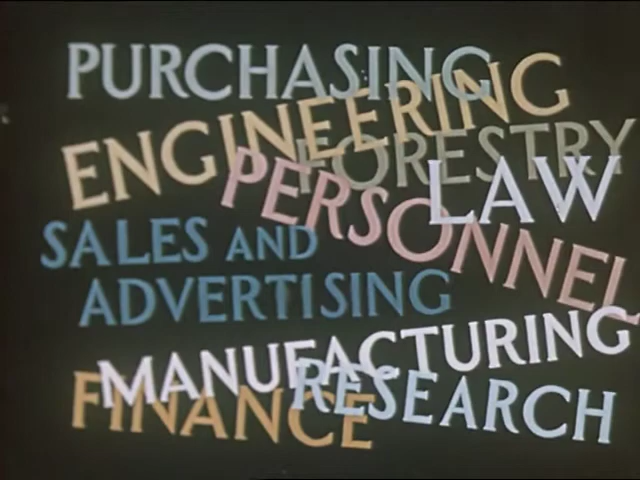 PURCHASING
ENGINEERING
FORESTRY
PERSONNEL
LAW
SALES AND
ADVERTISING
MANUFACTURING
RESEARCH
FINANCE